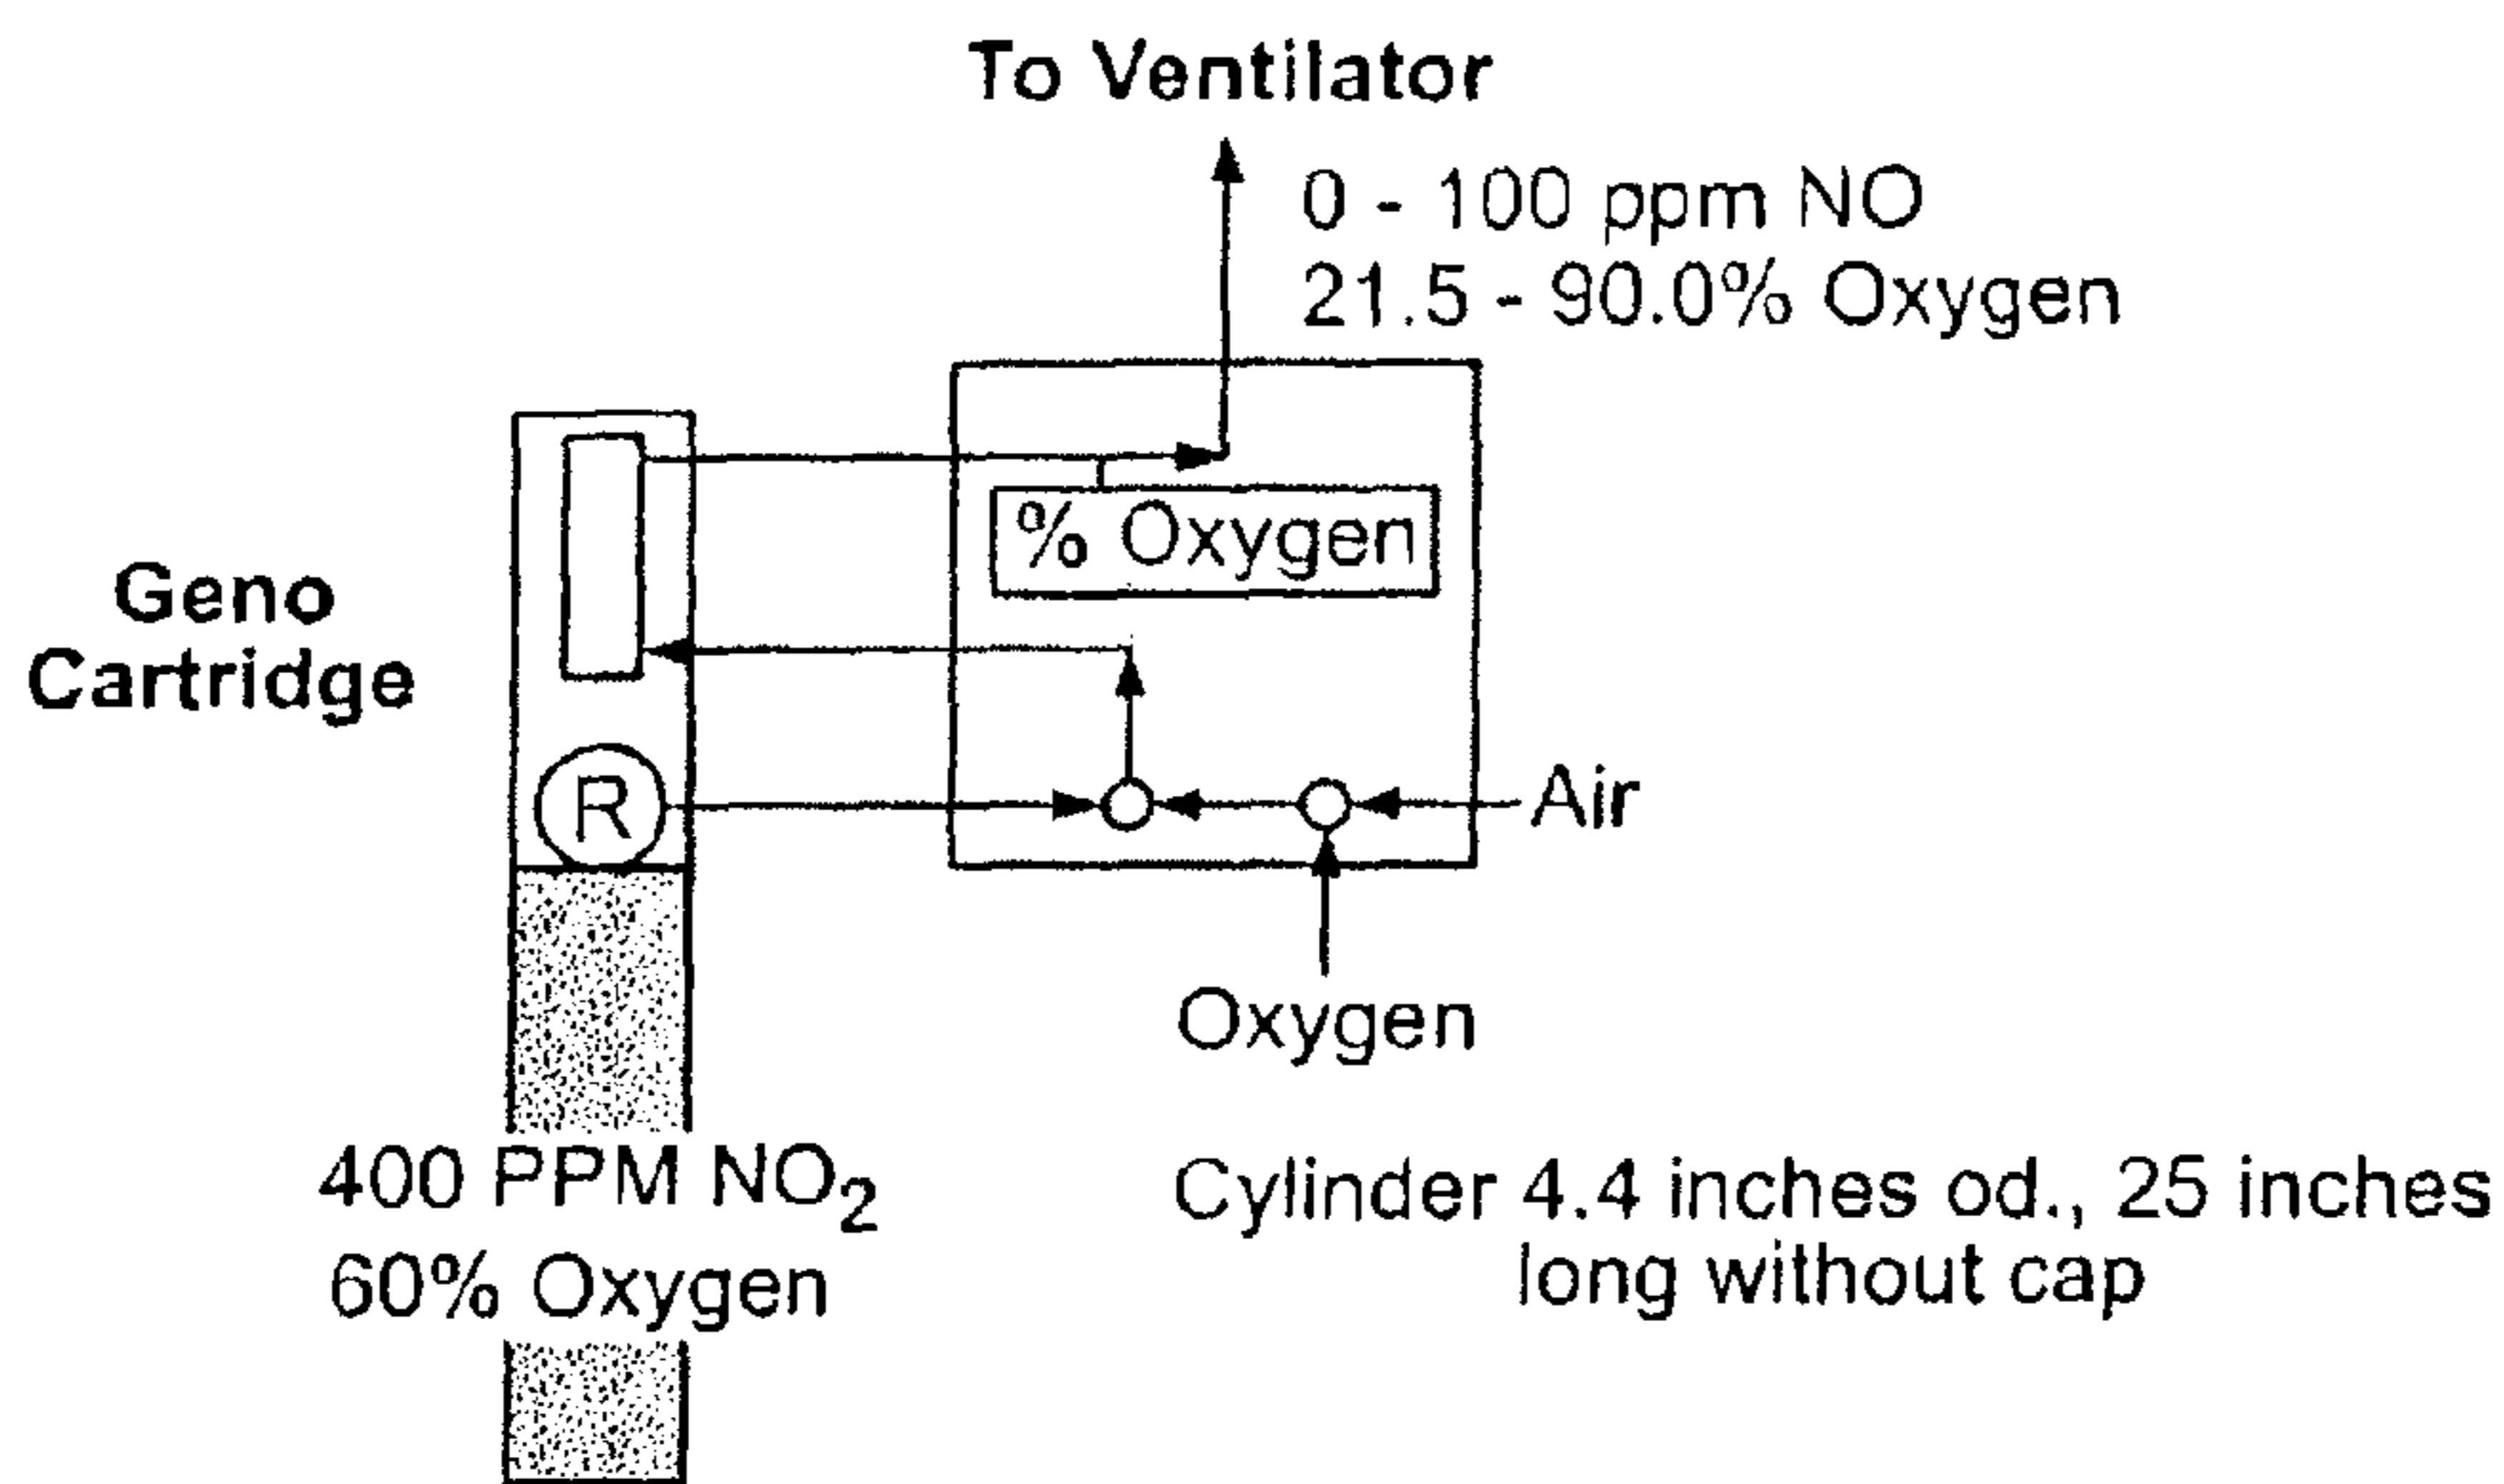 To Ventilator
0 - 100 ppm NO
21.5 - 90.0% Oxygen
% Oxygen
Geno
Cartridge
R
Air
Oxygen
400 PPM NO₂
60% Oxygen
Cylinder 4.4 inches od., 25 inches
long without cap